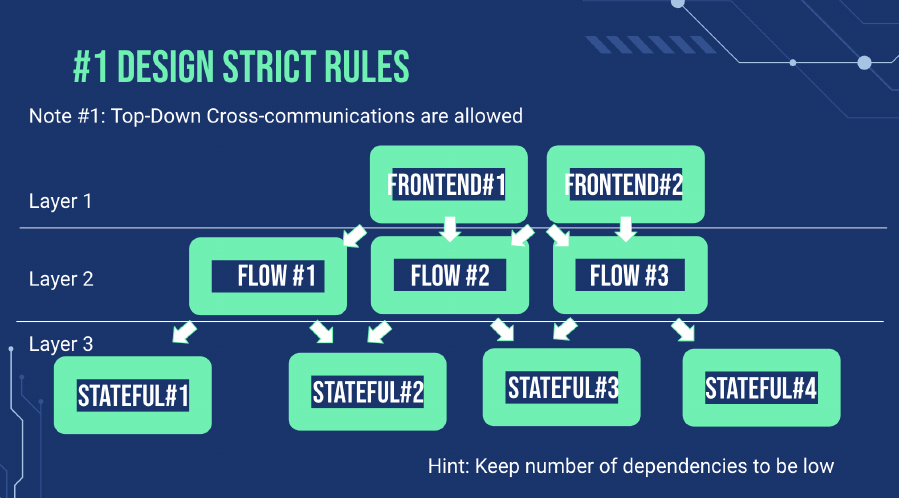 #1 DESIGN STRICT RULES
Note #1: Top-Down Cross-communications are allowed
FRONTEND#1
FRONTEND#2
Layer 1
FLOW #1
FLOW #2
FLOW #3
Layer 2
Layer 3
STATEFUL#1
STATEFUL#2
STATEFUL#3
STATEFUL#4
Hint: Keep number of dependencies to be low